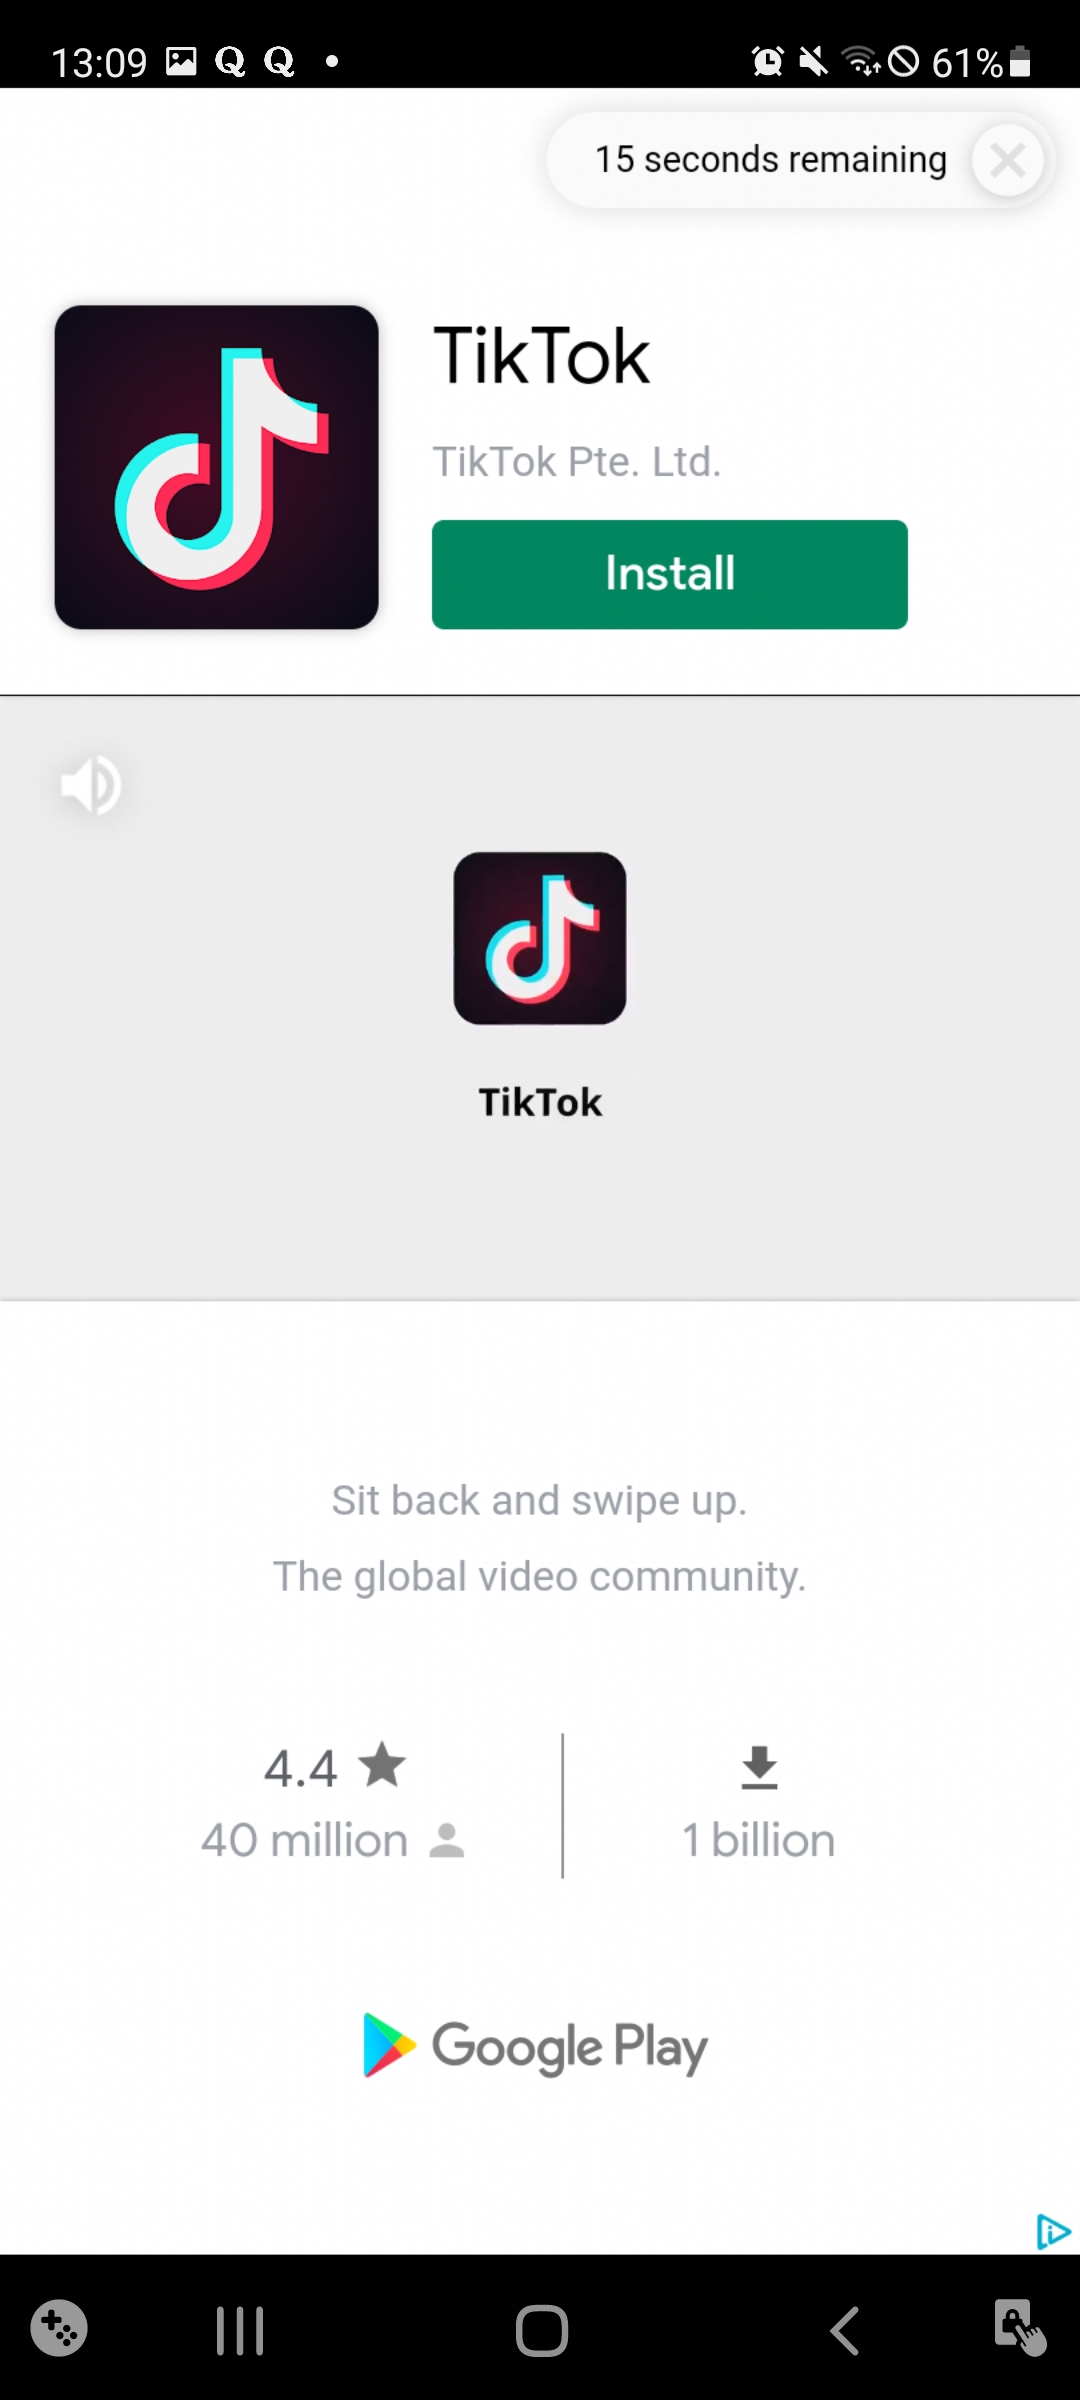 13:09
61%
15 seconds remaining
TikTok
TikTok Pte. Ltd.
Install
TikTok
Sit back and swipe up.
The global video community.
4.4
40 million
1 billion
Google Play